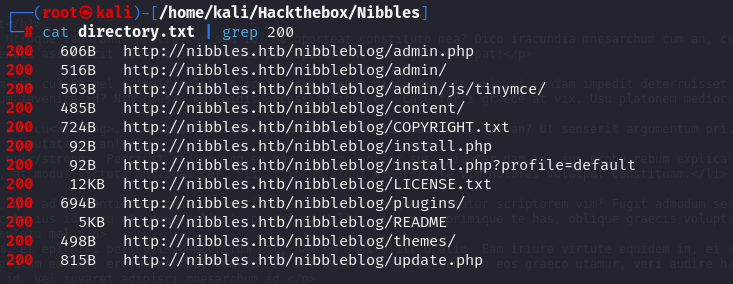 ┌──(root㉿kali)-[/home/kali/Hackthebox/Nibbles]
└─# cat directory.txt | grep 200
200 606B http://nibbles.htb/nibbleblog/admin.php
200 516B http://nibbles.htb/nibbleblog/admin/
200 563B http://nibbles.htb/nibbleblog/admin/js/tinymce/
200 485B http://nibbles.htb/nibbleblog/content/
200 724B http://nibbles.htb/nibbleblog/COPYRIGHT.txt
200 92B http://nibbles.htb/nibbleblog/install.php
200 92B http://nibbles.htb/nibbleblog/install.php?profile=default
200 12KB http://nibbles.htb/nibbleblog/LICENSE.txt
200 694B http://nibbles.htb/nibbleblog/plugins/
200 5KB http://nibbles.htb/nibbleblog/README
200 498B http://nibbles.htb/nibbleblog/themes/
200 815B http://nibbles.htb/nibbleblog/update.php